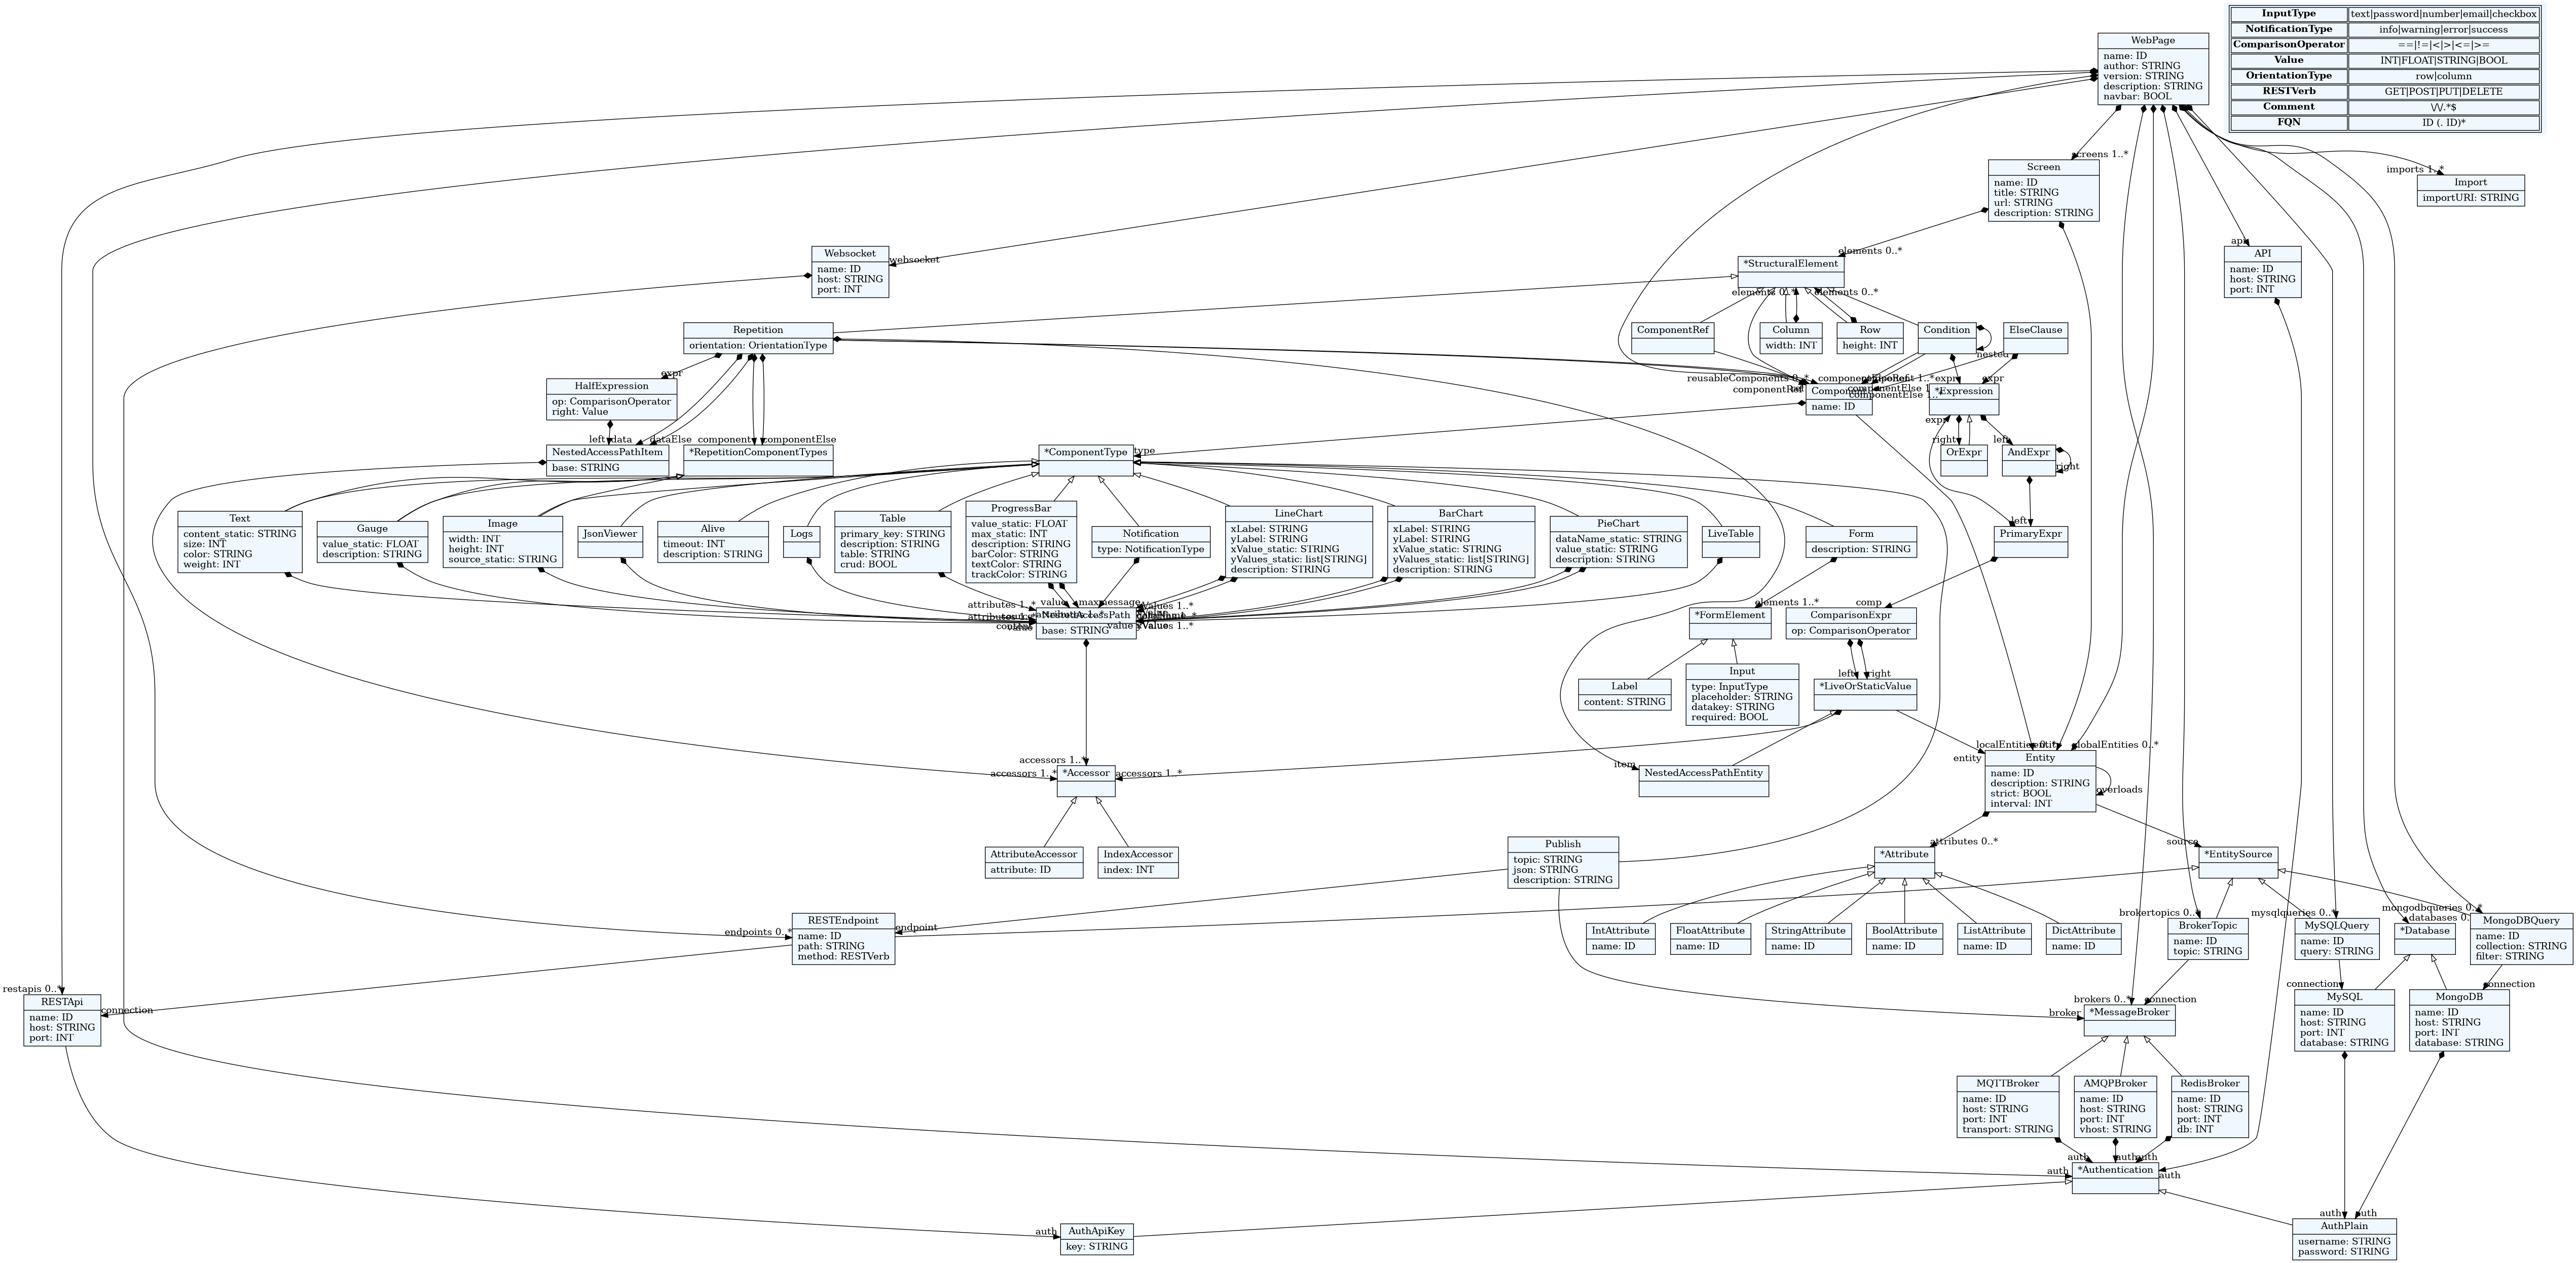 InputType text|password|number|email|checkbox
NotificationType info|warning|error|success
ComparisonOperator ==|!=|<|>|<=|>=
Value INT|FLOAT|STRING|BOOL
OrientationType row|column
RESTVerb GET|POST|PUT|DELETE
Comment \/\/.*$
FQN ID (. ID)*
WebPage
name: ID
author: STRING
version: STRING
description: STRING
navbar: BOOL
screens 1..*
Screen
name: ID
title: STRING
url: STRING
description: STRING
imports 1..*
Import
importURI: STRING
api
API
name: ID
host: STRING
port: INT
websocket
Websocket
name: ID
host: STRING
port: INT
elements 0..*
*StructuralElement
elements 0..*
elements 0..*
Repetition
orientation: OrientationType
ComponentRef
Column
width: INT
Row
height: INT
Condition
nested
ElseClause
expr
HalfExpression
op: ComparisonOperator
right: Value
reusableComponents 0..*
componentRef
Component
name: ID
expr
expr
*Expression
left
data
dataElse
component
componentElse
NestedAccessPathItem
base: STRING
*RepetitionComponentTypes
type
*ComponentType
expr
right
left
OrExpr
AndExpr
right
Text
content_static: STRING
size: INT
color: STRING
weight: INT
Gauge
value_static: FLOAT
description: STRING
Image
width: INT
height: INT
source_static: STRING
JsonViewer
Alive
timeout: INT
description: STRING
Logs
Table
primary_key: STRING
description: STRING
table: STRING
crud: BOOL
ProgressBar
value_static: FLOAT
max_static: INT
description: STRING
barColor: STRING
textColor: STRING
trackColor: STRING
Notification
type: NotificationType
LineChart
xLabel: STRING
yLabel: STRING
xValue_static: STRING
yValues_static: list[STRING]
description: STRING
BarChart
xLabel: STRING
yLabel: STRING
xValue_static: STRING
yValues_static: list[STRING]
description: STRING
PieChart
dataName_static: STRING
value_static: STRING
description: STRING
LiveTable
Form
description: STRING
left
PrimaryExpr
attributes 1..*
value
max
message
*NestedAccessPath
base: STRING
elements 1..*
*FormElement
comp
ComparisonExpr
op: ComparisonOperator
left
right
Label
content: STRING
Input
type: InputType
placeholder: STRING
datakey: STRING
required: BOOL
*LiveOrStaticValue
accessors 1..*
accessors 1..*
accessors 1..*
*Accessor
item
NestedAccessPathEntity
entity
globalEntities 0..*
Entity
name: ID
description: STRING
strict: BOOL
interval: INT
overloads
AttributeAccessor
attribute: ID
IndexAccessor
index: INT
Publish
topic: STRING
json: STRING
description: STRING
attributes 0..*
*Attribute
source
*EntitySource
endpoints 0..*
endpoint
RESTEndpoint
name: ID
path: STRING
method: RESTVerb
IntAttribute
name: ID
FloatAttribute
name: ID
StringAttribute
name: ID
BoolAttribute
name: ID
ListAttribute
name: ID
DictAttribute
name: ID
brokertopics 0..*
BrokerTopic
name: ID
topic: STRING
mysqlqueries 0..*
MySQLQuery
name: ID
query: STRING
*Database
mongodbqueries 0..*
MongoDBQuery
name: ID
collection: STRING
filter: STRING
restapis 0..*
RESTApi
name: ID
host: STRING
port: INT
connection
brokers 0..*
connection
broker
*MessageBroker
connection
MySQL
name: ID
host: STRING
port: INT
database: STRING
connection
MongoDB
name: ID
host: STRING
port: INT
database: STRING
MQTTBroker
name: ID
host: STRING
port: INT
transport: STRING
AMQPBroker
name: ID
host: STRING
port: INT
vhost: STRING
RedisBroker
name: ID
host: STRING
port: INT
db: INT
auth
auth
auth
auth
auth
*Authentication
auth
AuthApiKey
key: STRING
auth
auth
AuthPlain
username: STRING
password: STRING